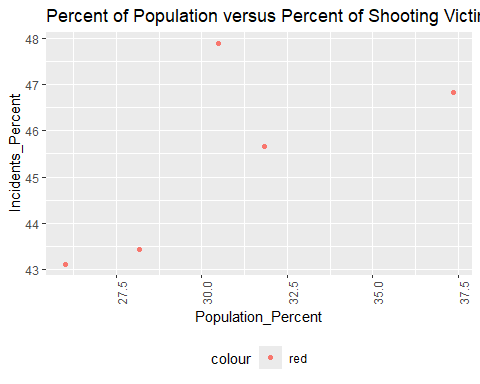 Percent of Population versus Percent of Shooting Victi
48
47
46
45
44
43
Incidents_Percent
27.5
30.0
32.5
35.0
37.5
Population_Percent
colour red